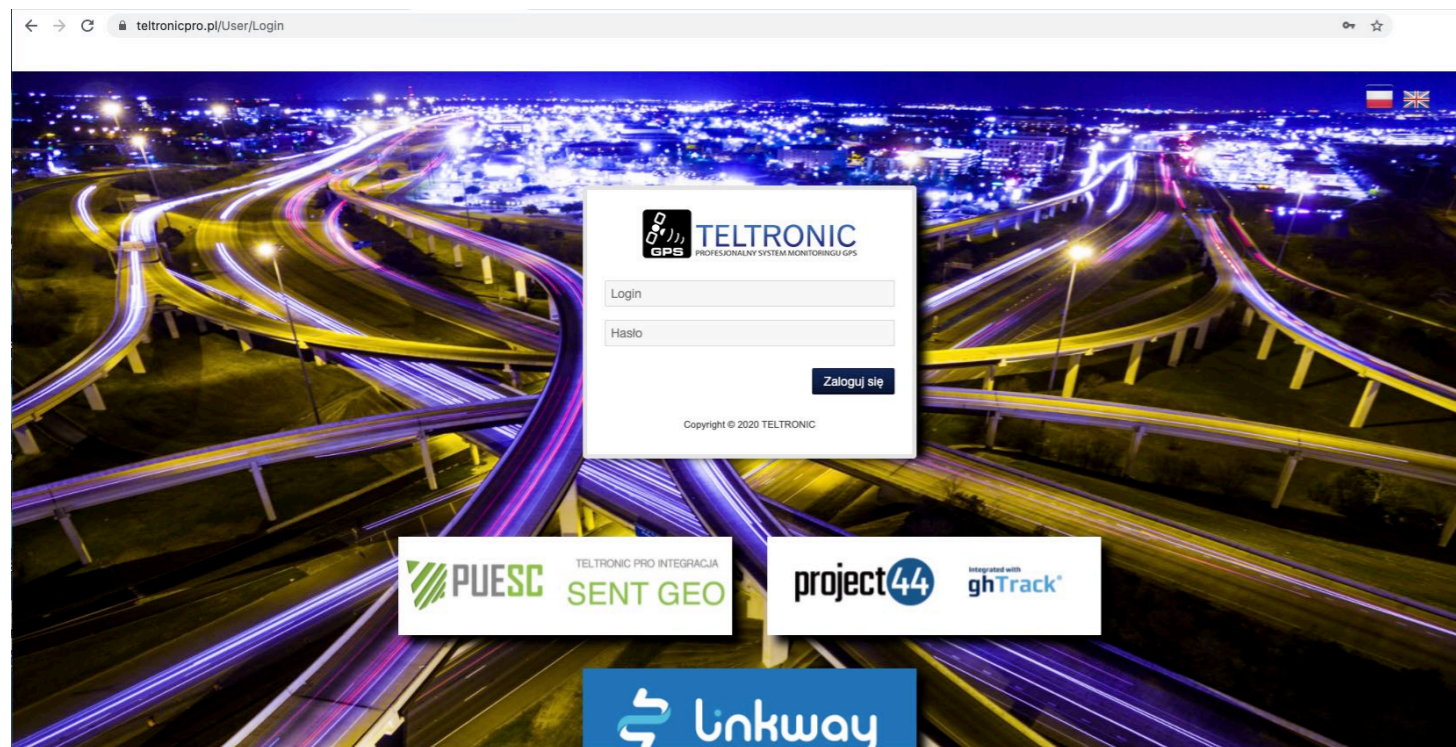 teltronicpro.pl/User/Login
GPS
TELTRONIC
PROFESJONALNY SYSTEM MONITORINGU GPS
Login
Hasło
Zaloguj się
Copyright © 2020 TELTRONIC
PUESC
TELTRONIC PRO INTEGRACJA
SENT GEO
project44
Integrated with
ghTrack®
linkway